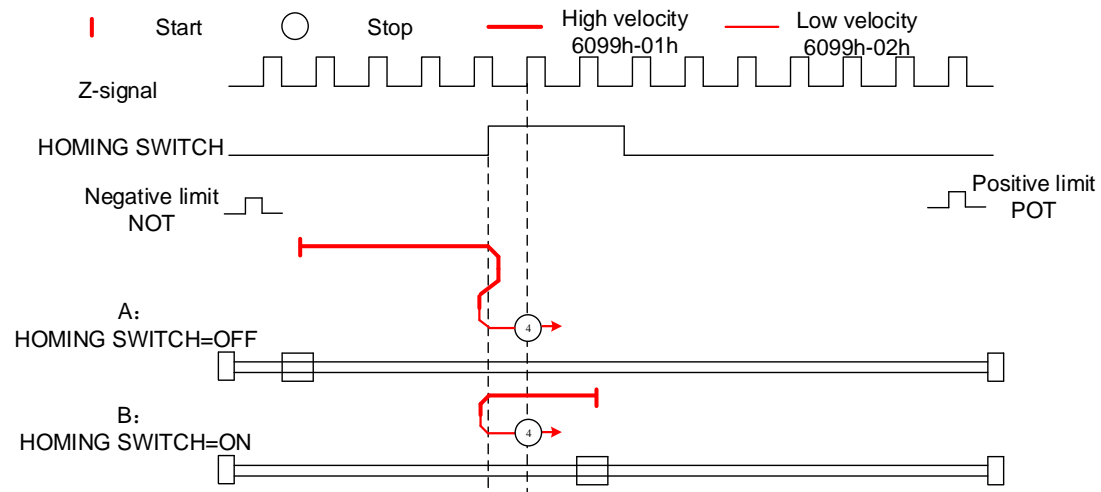 Start
Stop
High velocity
6099h-01h
Low velocity
6099h-02h
Z-signal
HOMING SWITCH
Negative limit
NOT
Positive limit
POT
A：
HOMING SWITCH=OFF
4
B：
HOMING SWITCH=ON
4